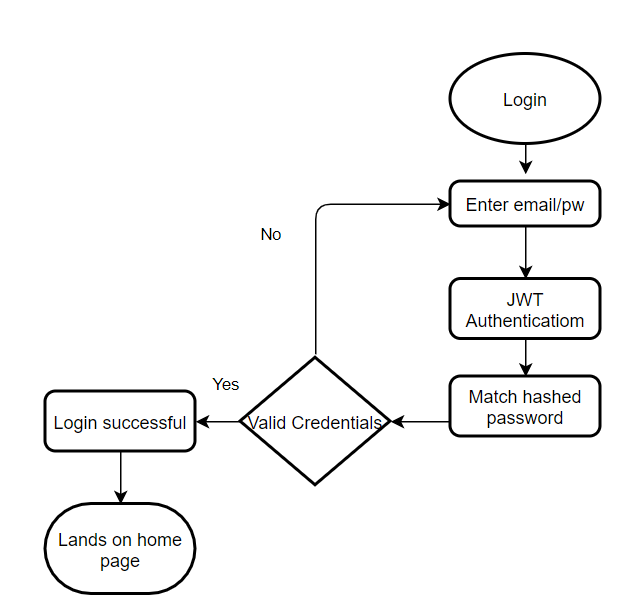 Login
Enter email/pw
No
JWT
Authenticatiom
Match hashed
password
Yes
Valid Credentials
Login successful
Lands on home
page